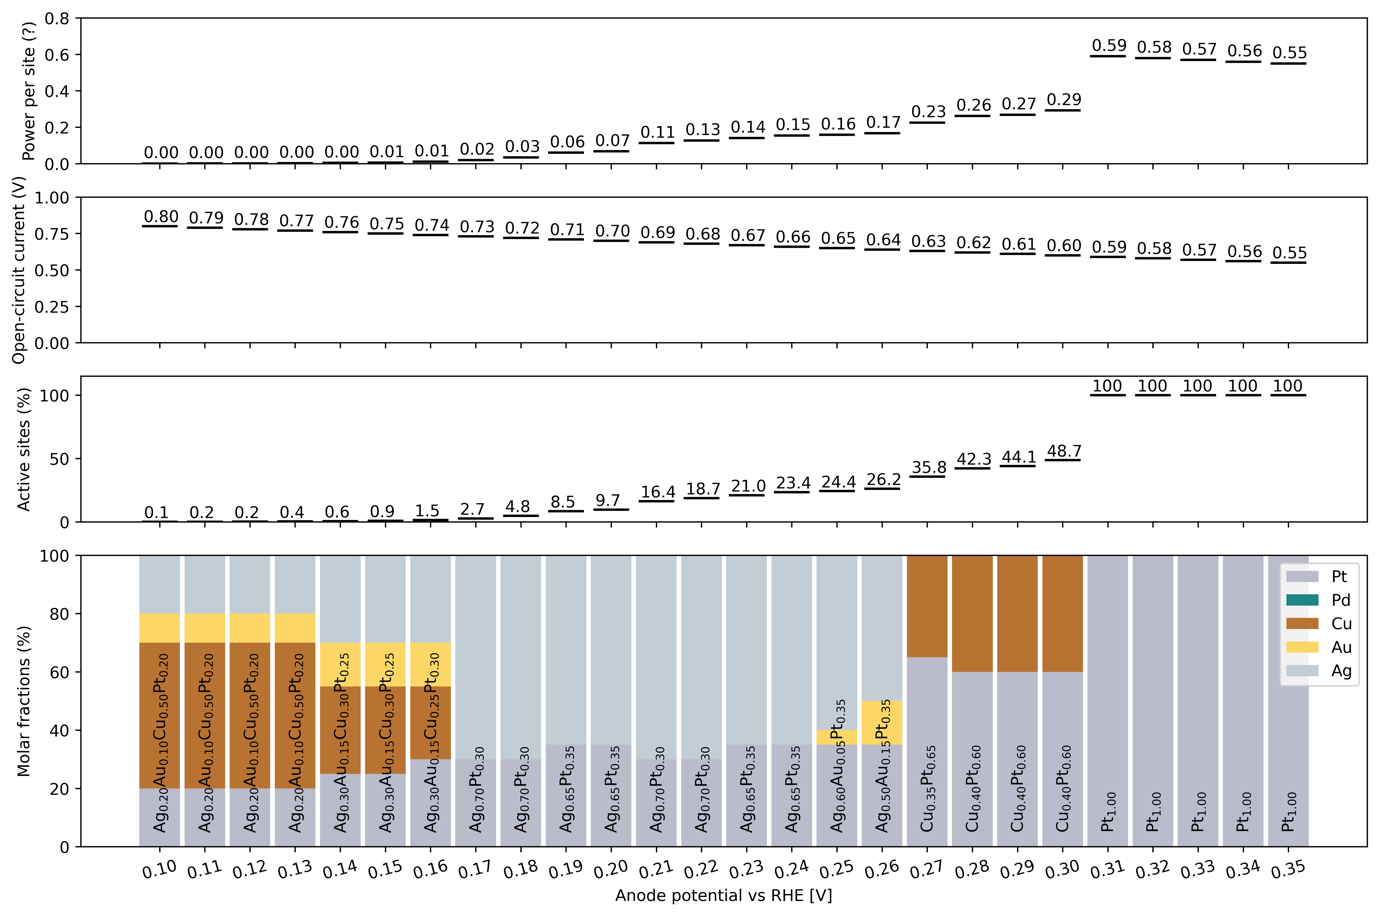 Power per site (?)
0.8
0.6
0.4
0.2
0.0
0.00 0.00 0.00 0.00 0.00 0.01 0.01 0.02 0.03 0.06 0.07 0.11 0.13 0.14 0.15 0.16 0.17 0.23 0.26 0.27 0.29 0.59 0.58 0.57 0.56 0.55
Open-circuit current (V)
1.00
0.75
0.50
0.25
0.00
0.80 0.79 0.78 0.77 0.76 0.75 0.74 0.73 0.72 0.71 0.70 0.69 0.68 0.67 0.66 0.65 0.64 0.63 0.62 0.61 0.60 0.59 0.58 0.57 0.56 0.55
Active sites (%)
100
50
0
0.1 0.2 0.2 0.4 0.6 0.9 1.5 2.7 4.8 8.5 9.7 16.4 18.7 21.0 23.4 24.4 26.2 35.8 42.3 44.1 48.7 100 100 100 100 100
Molar fractions (%)
100
80
60
40
20
0
Ag0.20Au0.10Cu0.50Pt0.20
Ag0.20Au0.10Cu0.50Pt0.20
Ag0.20Au0.10Cu0.50Pt0.20
Ag0.20Au0.10Cu0.50Pt0.20
Ag0.30Au0.15Cu0.30Pt0.25
Ag0.30Au0.15Cu0.30Pt0.25
Ag0.30Au0.15Cu0.25Pt0.30
Ag0.70Pt0.30
Ag0.70Pt0.30
Ag0.65Pt0.35
Ag0.65Pt0.35
Ag0.70Pt0.30
Ag0.70Pt0.30
Ag0.65Pt0.35
Ag0.65Pt0.35
Ag0.60Au0.05Pt0.35
Ag0.50Au0.15Pt0.35
Cu0.35Pt0.65
Cu0.40Pt0.60
Cu0.40Pt0.60
Cu0.40Pt0.60
Pt1.00
Pt1.00
Pt1.00
Pt1.00
Pt1.00
Pt
Pd
Cu
Au
Ag
0.10 0.11 0.12 0.13 0.14 0.15 0.16 0.17 0.18 0.19 0.20 0.21 0.22 0.23 0.24 0.25 0.26 0.27 0.28 0.29 0.30 0.31 0.32 0.33 0.34 0.35
Anode potential vs RHE [V]